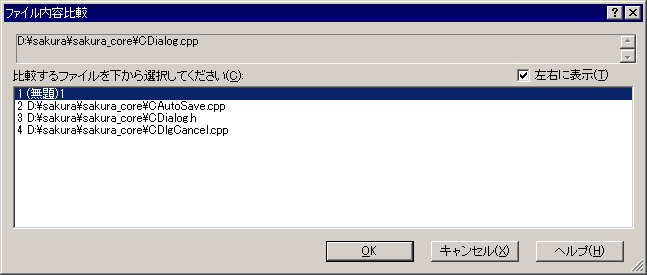 ファイル内容比較
D:¥sakura¥sakura_core¥CDialog.cpp
比較するファイルを下から選択してください(C):
左右に表示(T)
1 (無題)1
2 D:¥sakura¥sakura_core¥CAutoSave.cpp
3 D:¥sakura¥sakura_core¥CDialog.h
4 D:¥sakura¥sakura_core¥CDlgCancel.cpp
OK
キャンセル(X)
ヘルプ(H)